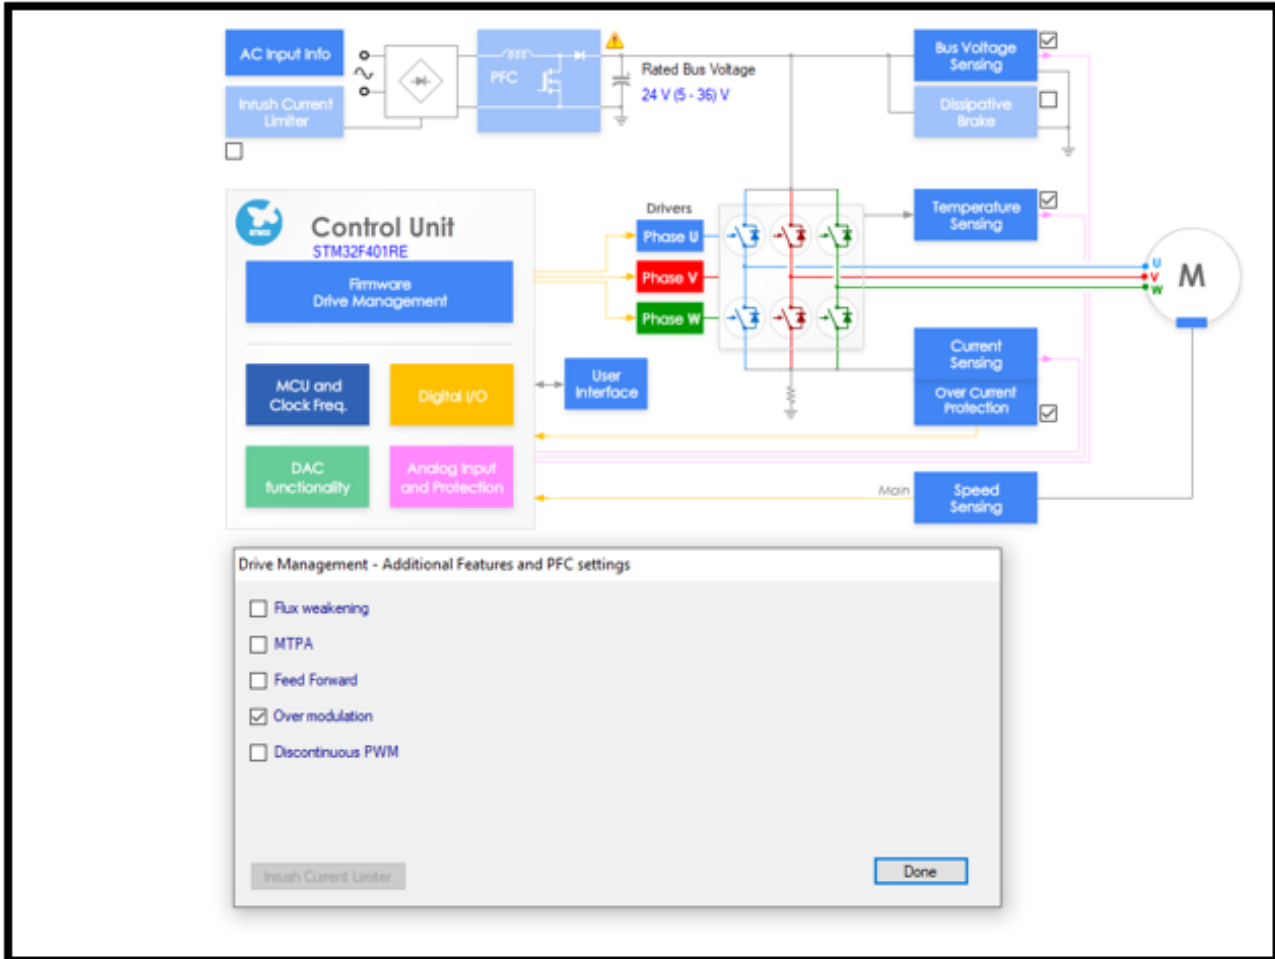 AC Input Info
Inrush Current
Limiter
PFC
Rated Bus Voltage
24 V (5 - 36) V
Bus Voltage
Sensing
Dissipative
Brake
Control Unit
STM32F401RE
Firmware
Drive Management
MCU and
Clock Freq.
Digital I/O
DAC
functionality
Analog Input
and Protection
User
Interface
Drivers
Phase U
Phase V
Phase W
Temperature
Sensing
U
V
W
M
Current
Sensing
Over Current
Protection
Main
Speed
Sensing
Drive Management - Additional Features and PFC settings
Flux weakening
MTPA
Feed Forward
Over modulation
Discontinuous PWM
Inrush Current Limiter
Done